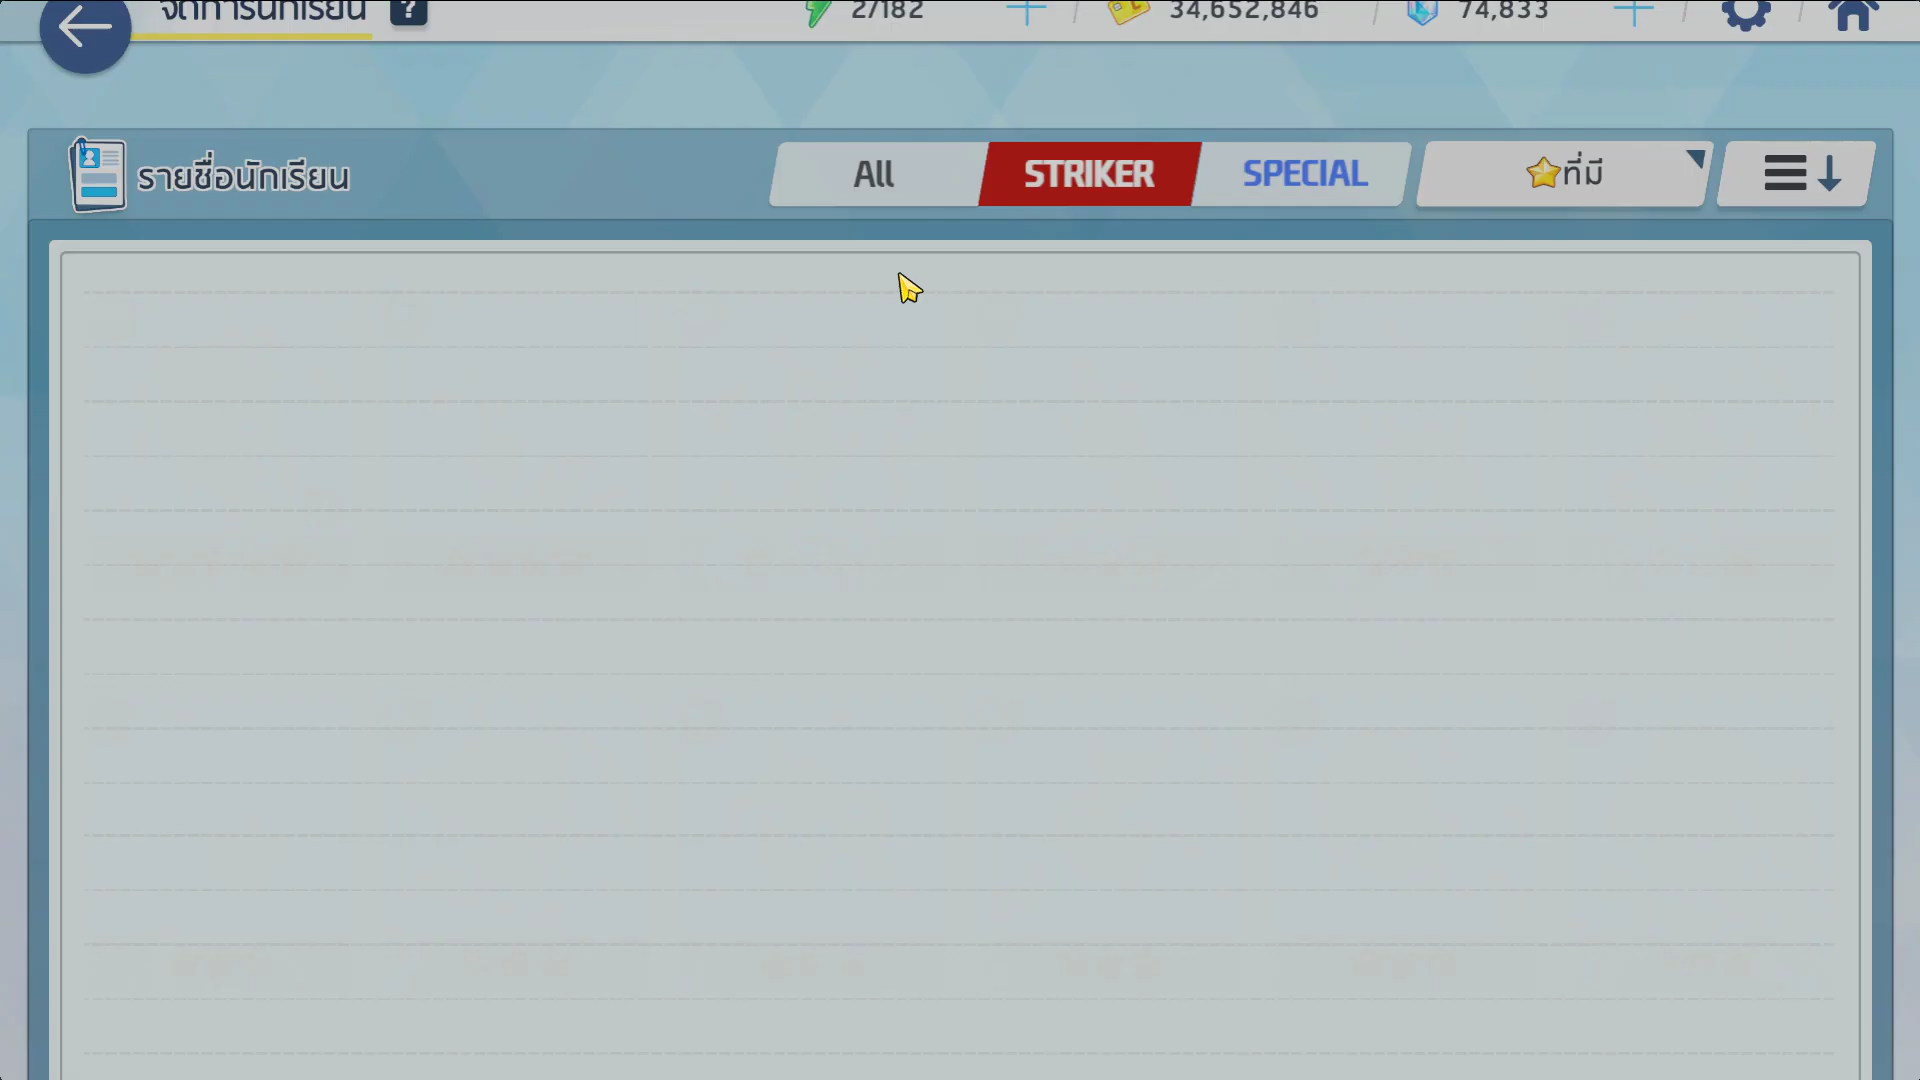 จัดการนักเรียน ? 2/182 34,652,846 74,833
รายชื่อนักเรียน All STRIKER SPECIAL ที่มี